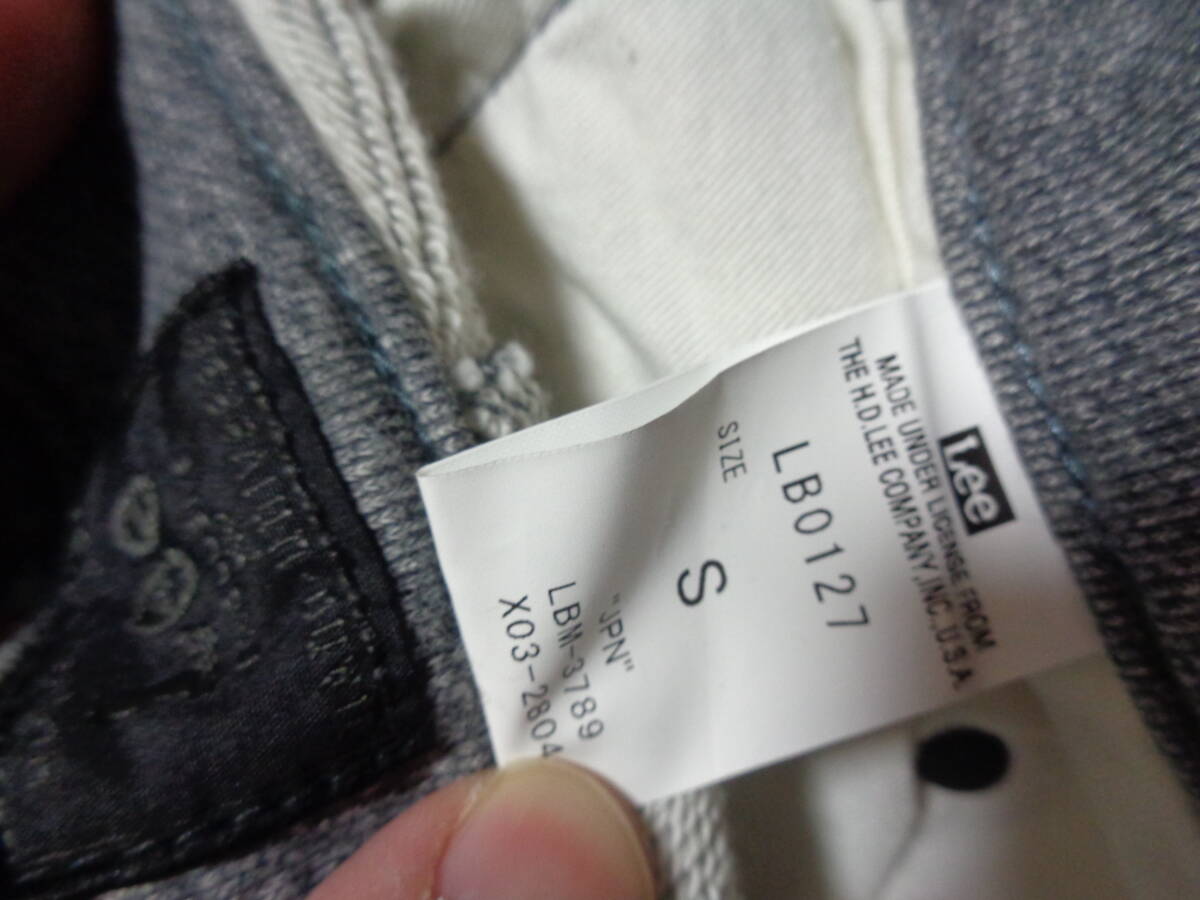 Lee
MADE UNDER LICENSE FROM
THE H.D.LEE COMPANY,INC.,U.S.A.
LB0127
SIZE
S
"JPN"
LBM-3789
X03-2804